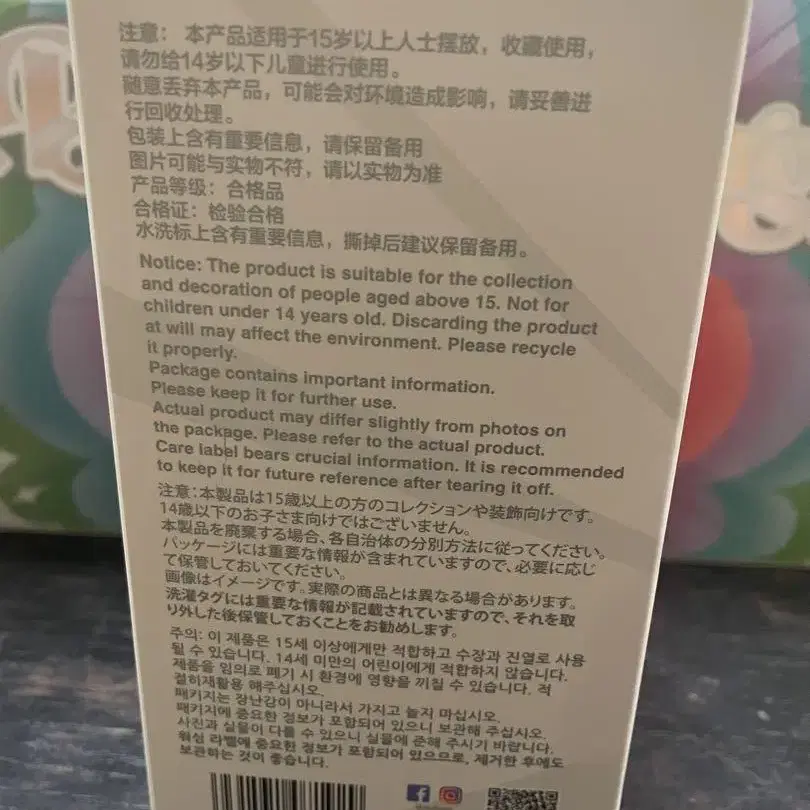 注意：本产品适用于15岁以上人士摆放，收藏使用，
请勿给14岁以下儿童进行使用。
随意丢弃本产品，可能会对环境造成影响，请妥善进
行回收处理。
包装上含有重要信息，请保留备用
图片可能与实物不符，请以实物为准
产品等级：合格品
合格证：检验合格
水洗标上含有重要信息，撕掉后建议保留备用。
Notice: The product is suitable for the collection
and decoration of people aged above 15. Not for
children under 14 years old. Discarding the product
at will may affect the environment. Please recycle
it properly.
Package contains important information.
Please keep it for further use.
Actual product may differ slightly from photos on
the package. Please refer to the actual product.
Care label bears crucial information. It is recommended
to keep it for future reference after tearing it off.
注意：本製品は15歳以上の方のコレクションや装飾向けです。
14歳以下のお子さま向けではございません。
本製品を廃棄する場合、各自治体の分別方法に従ってください。
パッケージには重要な情報が含まれていますので、必要に応じ
て保管しておいてください。
画像はイメージです。実際の商品とは異なる場合があります。
洗濯タグには重要な情報が記載されていますので、それを取
り外した後保管しておくことをお勧めします。
주의: 이 제품은 15세 이상에게만 적합하고 수장과 진열로 사용
될 수 있습니다. 14세 미만의 어린이에게 적합하지 않습니다.
제품을 임의로 폐기 시 환경에 영향을 끼칠 수 있습니다. 적
절히재활용 해주십시오.
패키지는 장난감이 아니라서 가지고 놀지 마십시오.
패키지에 중요한 정보가 포함되어 있으니 보관해 주십시오.
사진과 실물이 다를 수 있으니 실물에 준해 주시기 바랍니다.
워싱 라벨에 중요한 정보가 포함되어 있으므로, 제거한 후에도
보관하는 것이 좋습니다.